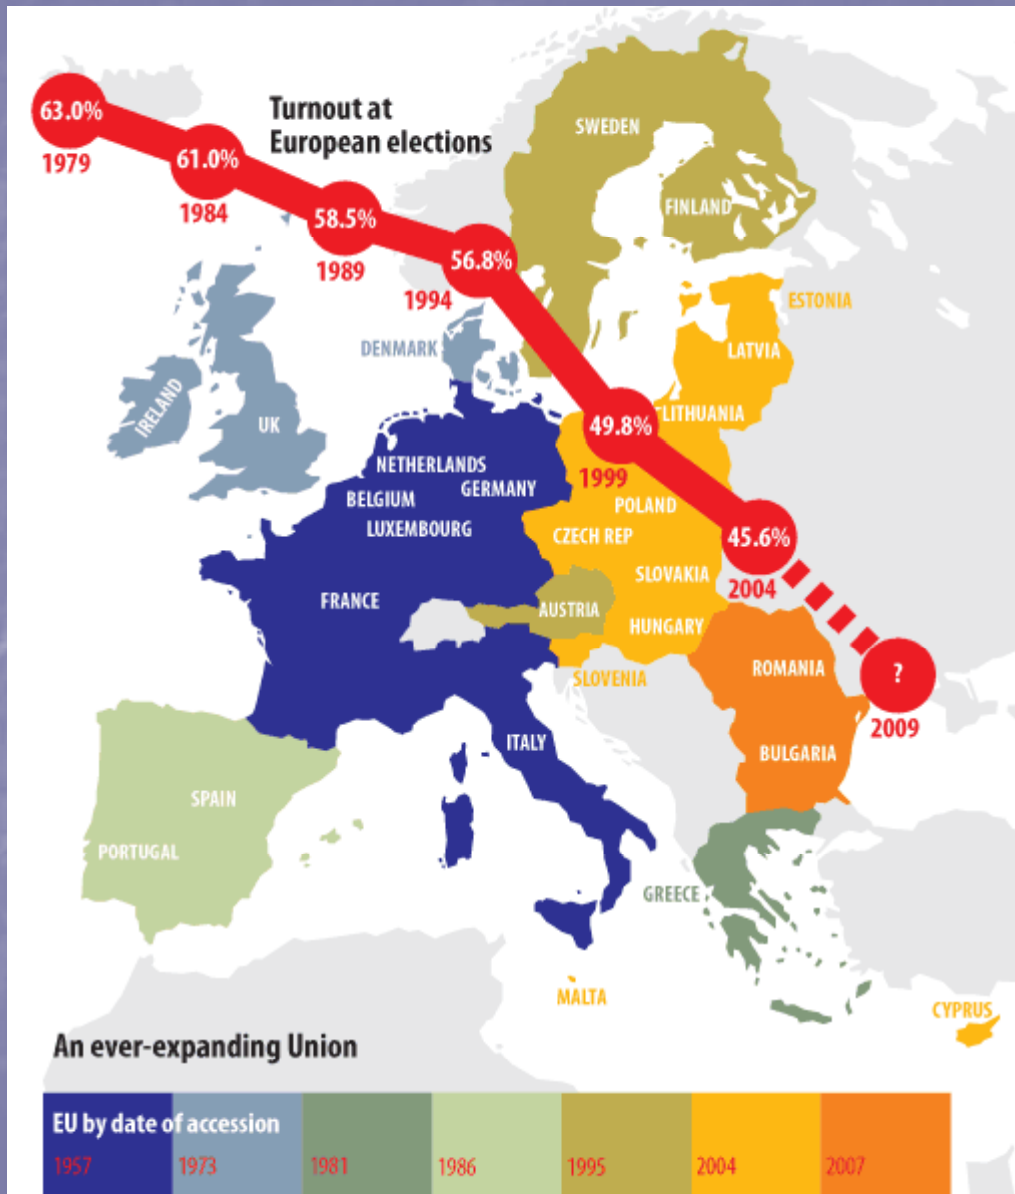 63.0%
1979
Turnout at
European elections
61.0%
1984
58.5%
1989
56.8%
1994
SWEDEN
FINLAND
ESTONIA
LATVIA
LITHUANIA
DENMARK
IRELAND
UK
49.8%
1999
NETHERLANDS
GERMANY
BELGIUM
LUXEMBOURG
POLAND
CZECH REP
45.6%
2004
SLOVAKIA
FRANCE
AUSTRIA
HUNGARY
SLOVENIA
ROMANIA
?
2009
ITALY
BULGARIA
SPAIN
PORTUGAL
GREECE
MALTA
CYPRUS
An ever-expanding Union
EU by date of accession
1957 1973 1981 1986 1995 2004 2007